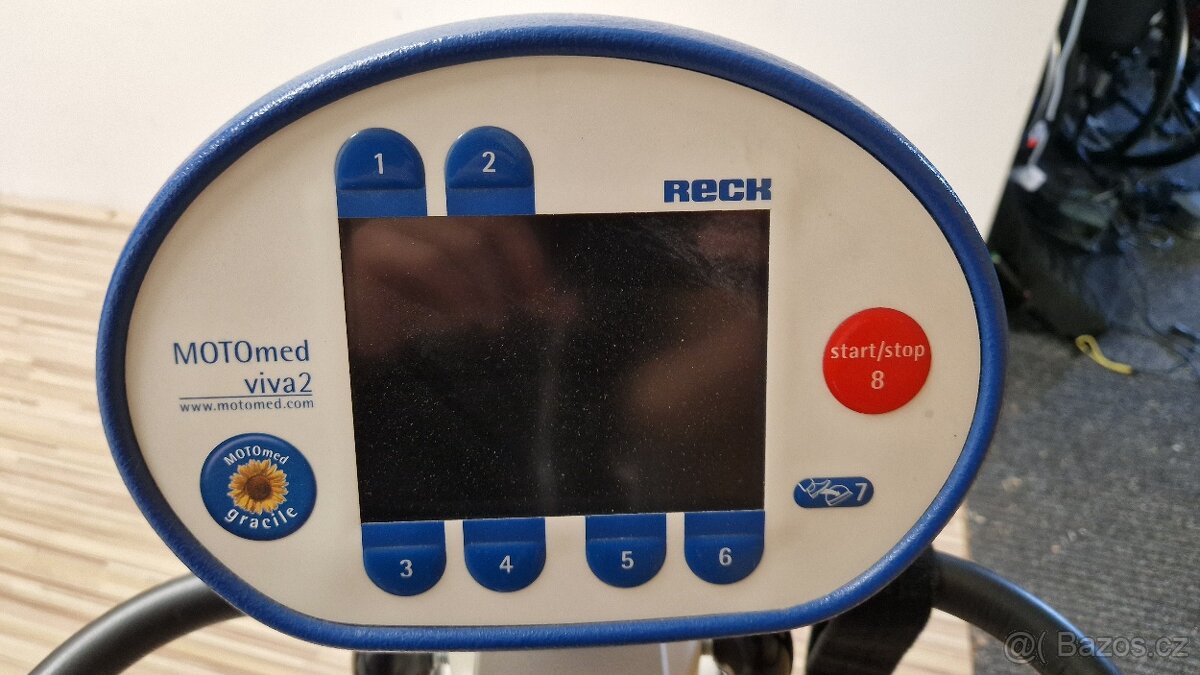 1
2
RECK
MOTOmed
viva2
www.motomed.com
start/stop
8
MOTOmed
gracile
7
3
4
5
6
@( Bazos.cz